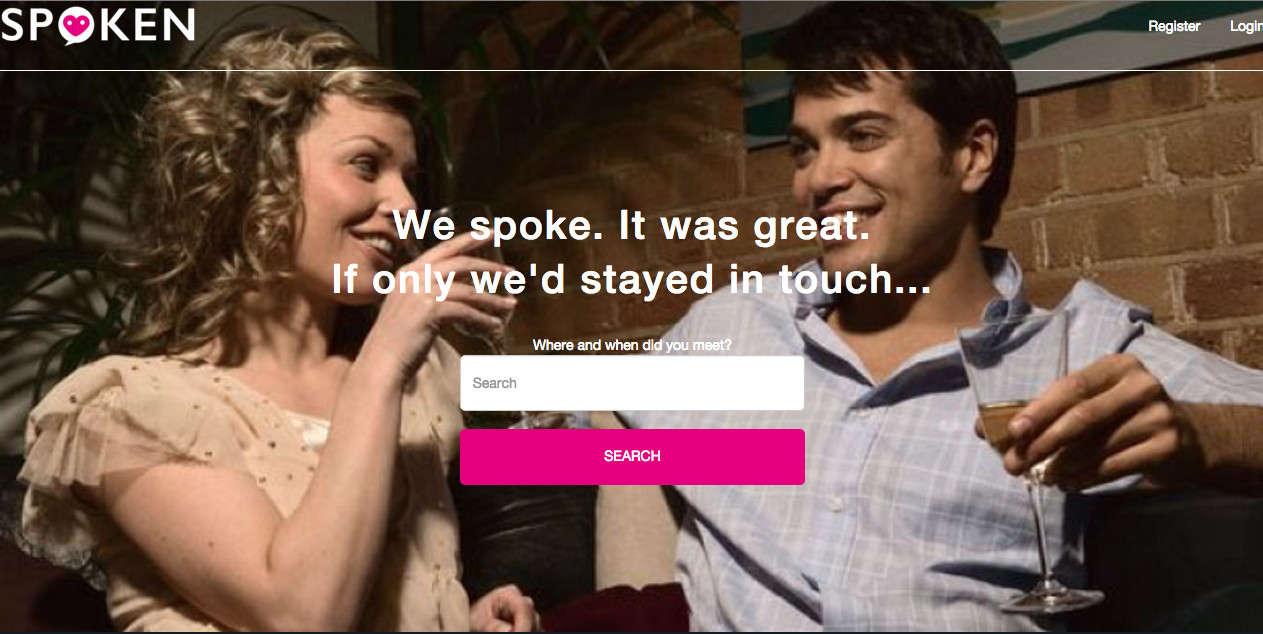 SPOKEN
Register
Login
We spoke. It was great.
If only we'd stayed in touch...
Where and when did you meet?
Search
SEARCH